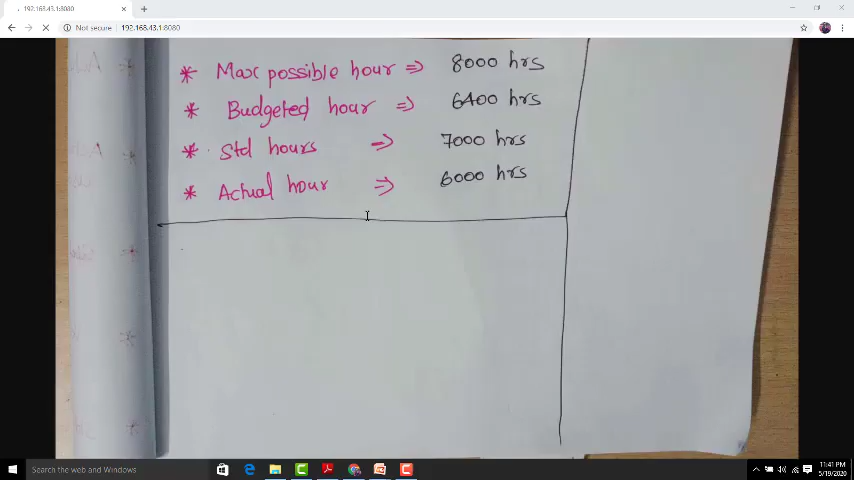 192.168.43.1:8080
Not secure
192.168.43.1:8080
* Max possible hour => 8000 hrs
* Budgeted hour => 6400 hrs
* Std hours => 7000 hrs
* Actual hour => 6000 hrs
Search the web and Windows
11:41 PM
5/19/2020